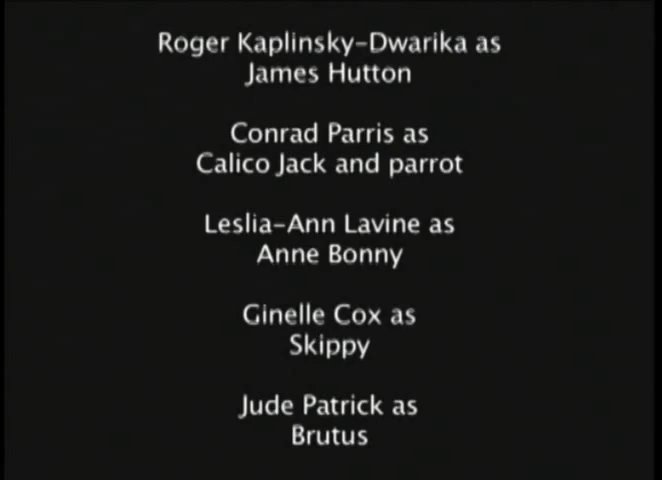 Roger Kaplinsky-Dwarika as
James Hutton
Conrad Parris as
Calico Jack and parrot
Leslia-Ann Lavine as
Anne Bonny
Ginelle Cox as
Skippy
Jude Patrick as
Brutus